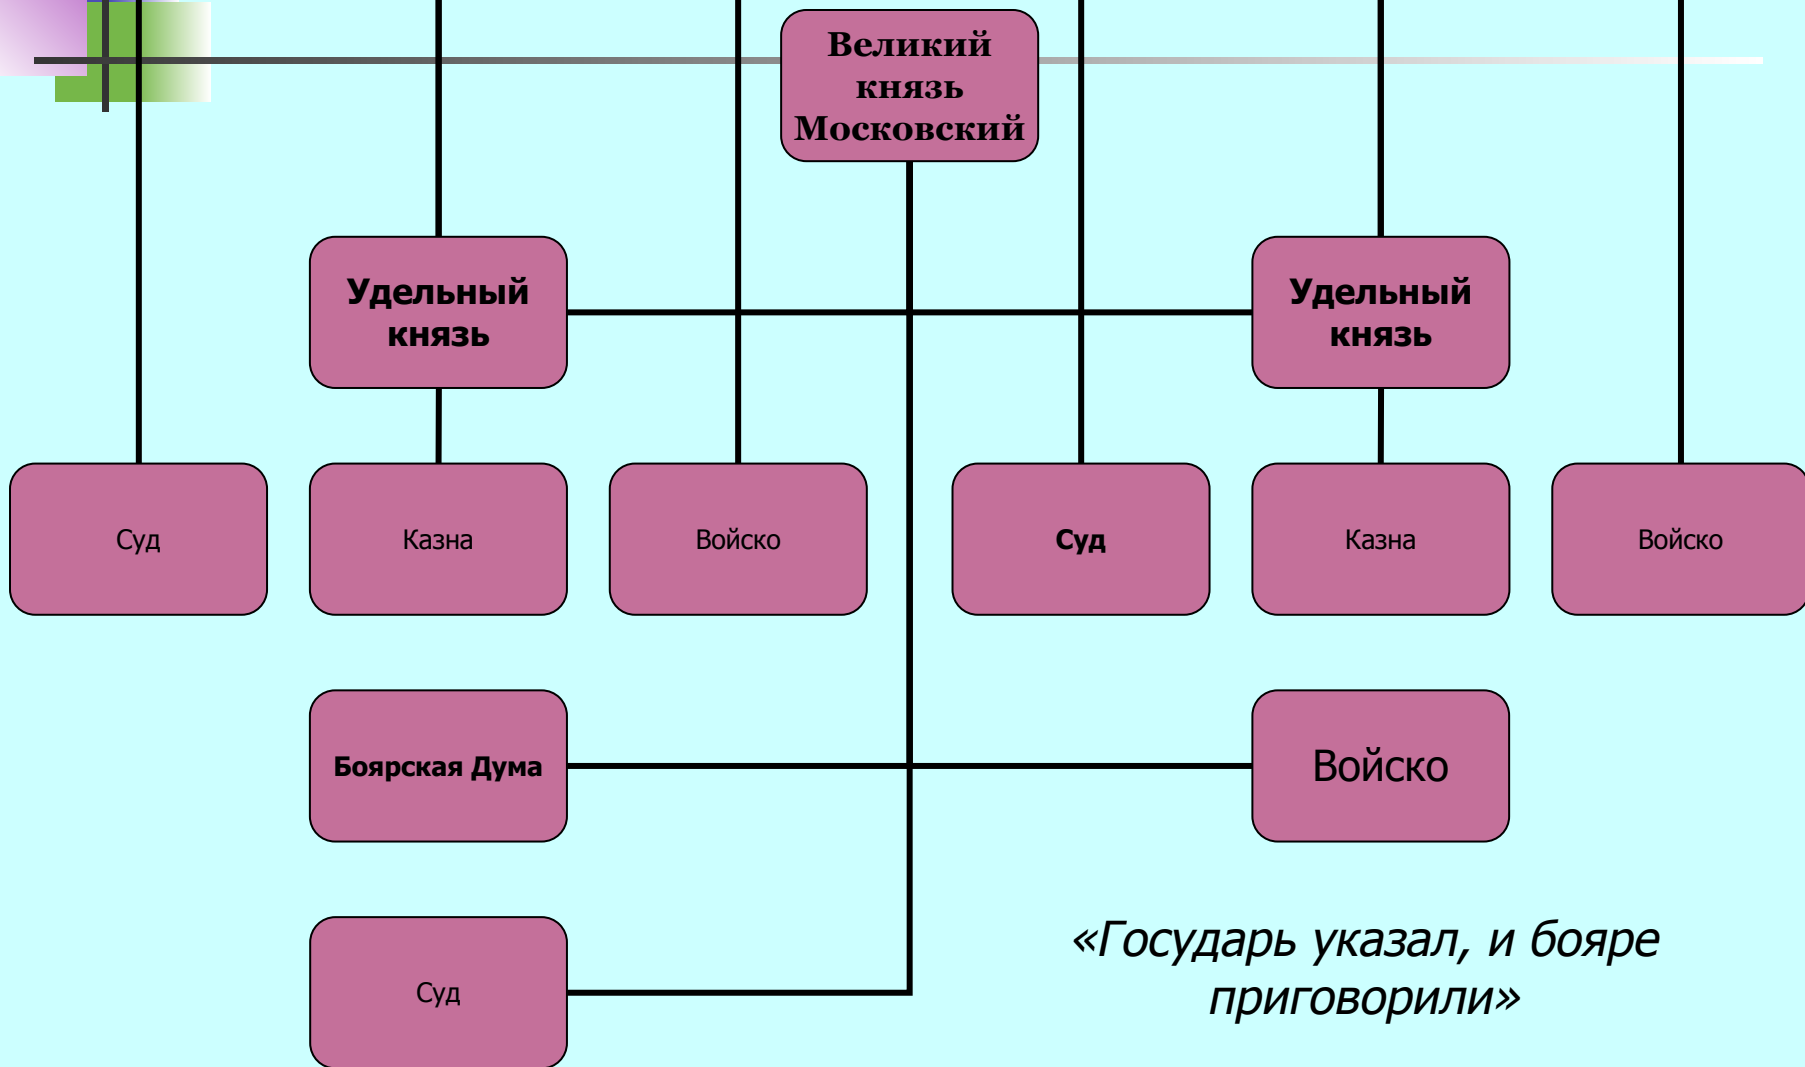 Великий
князь
Московский
Удельный
князь
Удельный
князь
Суд
Казна
Войско
Суд
Казна
Войско
Боярская Дума
Войско
Суд
«Государь указал, и бояре
приговорили»